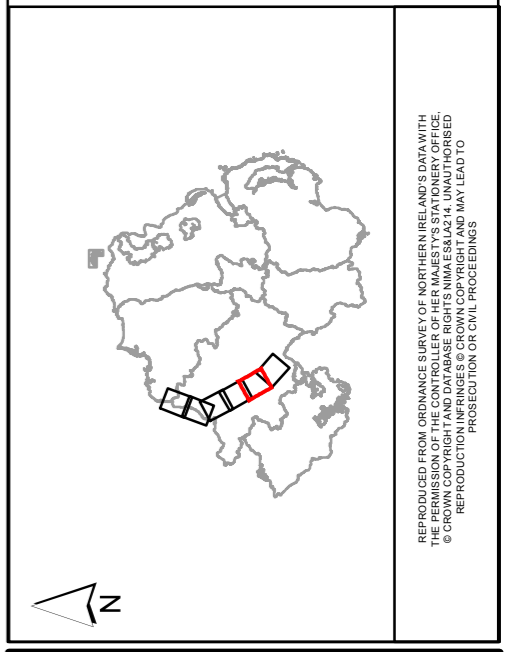 REPRODUCED FROM ORDNANCE SURVEY OF NORTHERN IRELAND'S DATA WITH
THE PERMISSION OF THE CONTROLLER OF HER MAJESTY'S STATIONERY OFFICE,
© CROWN COPYRIGHT AND DATABASE RIGHTS NIMA ES&LA214. UNAUTHORISED
REPRODUCTION INFRINGES © CROWN COPYRIGHT AND MAY LEAD TO
PROSECUTION OR CIVIL PROCEEDINGS
N